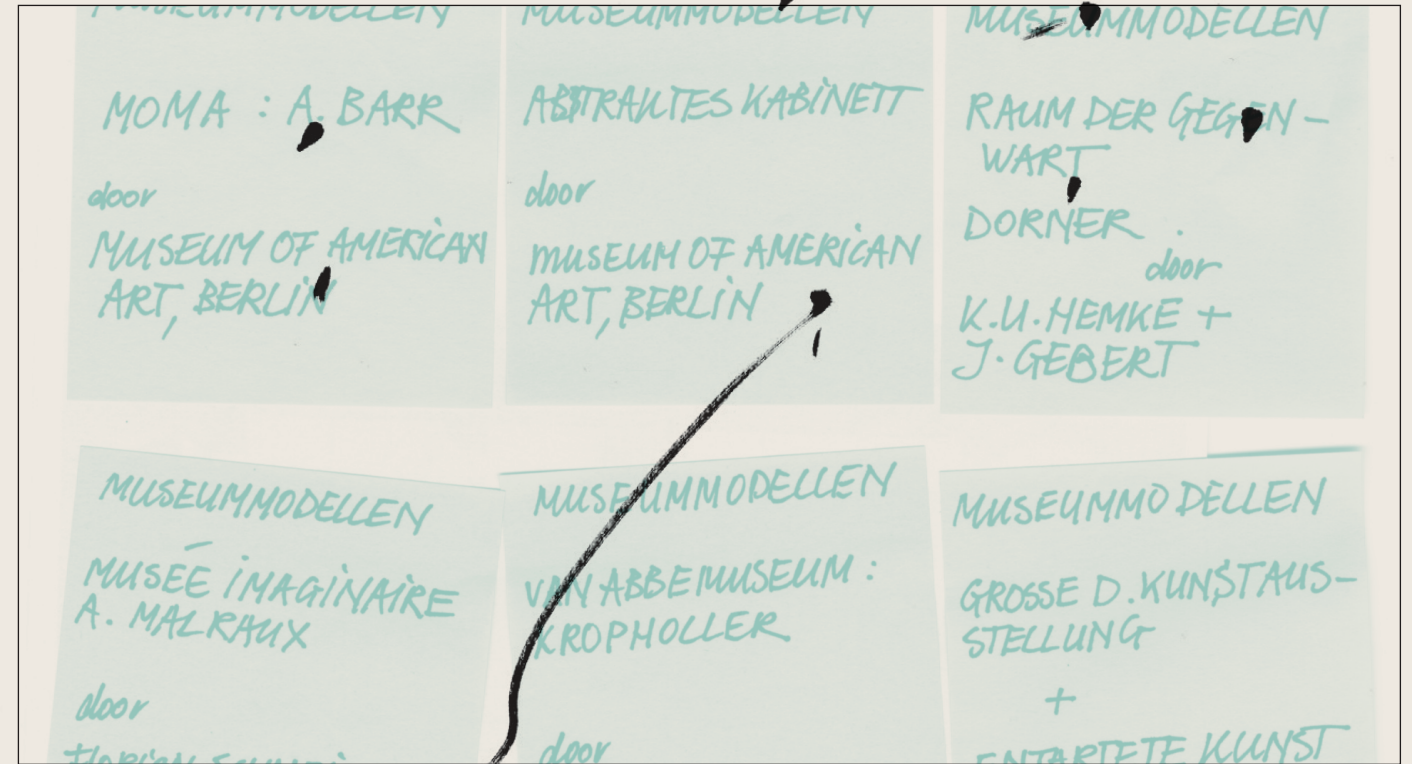 MUSEUMMODELLEN
MOMA : A. BARR
door
MUSEUM OF AMERICAN
ART, BERLIN
MUSEUMMODELLEN
ABSTRAKTES KABINETT
door
MUSEUM OF AMERICAN
ART, BERLIN
MUSEUMMODELLEN
RAUM DER GEGEN-
WART
DORNER.
door
K.U. HEMKE +
J. GEBERT
MUSEUMMODELLEN
MUSÉE IMAGINAIRE
A. MALRAUX
door
MUSEUMMODELLEN
VAN ABBEMUSEUM :
KROPHOLLER
door
MUSEUMMODELLEN
GROSSE D. KUNSTAUS-
STELLUNG
+
ENTARTETE KUNST